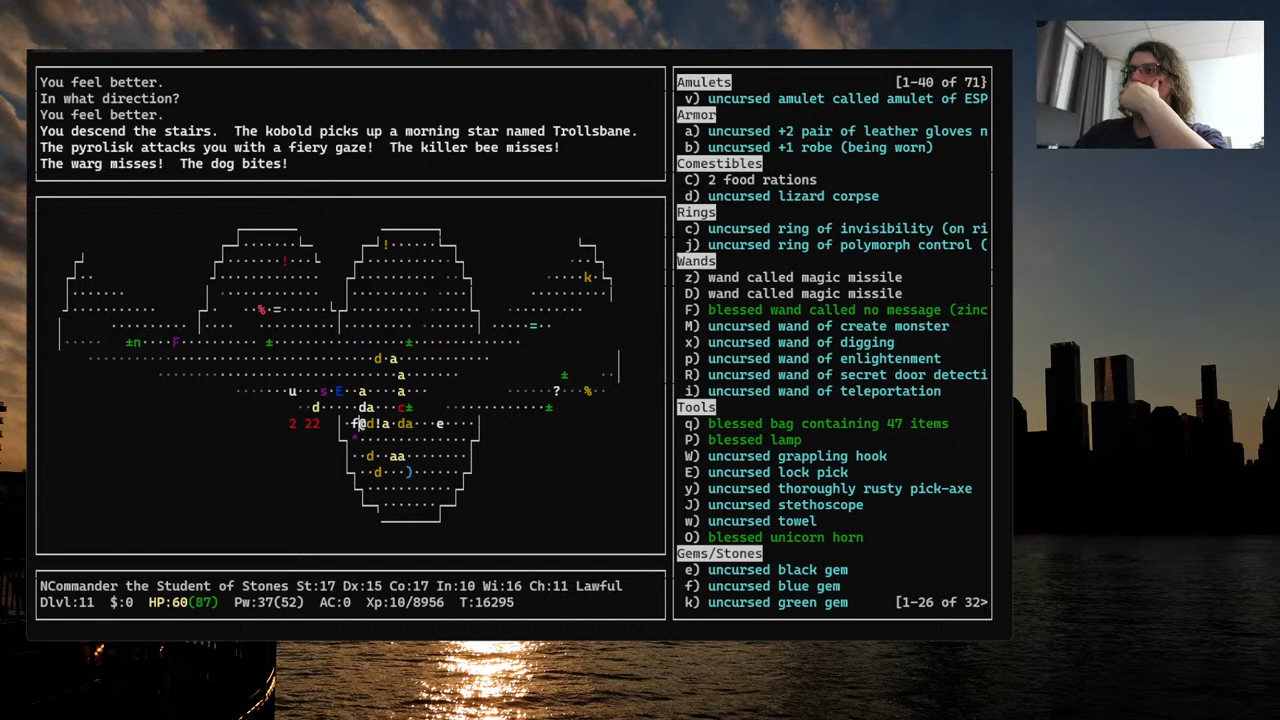 You feel better.
In what direction?
You feel better.
You descend the stairs.  The kobold picks up a morning star named Trollsbane.
The pyrolisk attacks you with a fiery gaze!  The killer bee misses!
The warg misses!  The dog bites!
NCommander the Student of Stones St:17 Dx:15 Co:17 In:10 Wi:16 Ch:11 Lawful
Dlvl:11 $:0 HP:60(87) Pw:37(52) AC:0 Xp:10/8956 T:16295
Amulets [1-40 of 71}
v) uncursed amulet called amulet of ESP
Armor
a) uncursed +2 pair of leather gloves n
b) uncursed +1 robe (being worn)
Comestibles
C) 2 food rations
d) uncursed lizard corpse
Rings
c) uncursed ring of invisibility (on ri
j) uncursed ring of polymorph control (
Wands
z) wand called magic missile
D) wand called magic missile
F) blessed wand called no message (zinc
M) uncursed wand of create monster
x) uncursed wand of digging
p) uncursed wand of enlightenment
R) uncursed wand of secret door detecti
i) uncursed wand of teleportation
Tools
q) blessed bag containing 47 items
P) blessed lamp
W) uncursed grappling hook
E) uncursed lock pick
y) uncursed thoroughly rusty pick-axe
J) uncursed stethoscope
w) uncursed towel
O) blessed unicorn horn
Gems/Stones
e) uncursed black gem
f) uncursed blue gem
k) uncursed green gem [1-26 of 32>